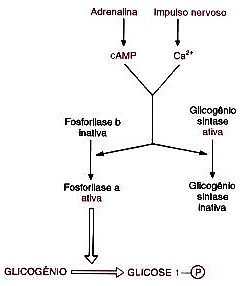 Adrenalina Impulso nervoso
cAMP Ca²⁺
Fosforilase b
inativa
Glicogênio
sintase
ativa
Fosforilase a
ativa
Glicogênio
sintase
inativa
GLICOGÊNIO GLICOSE 1—P